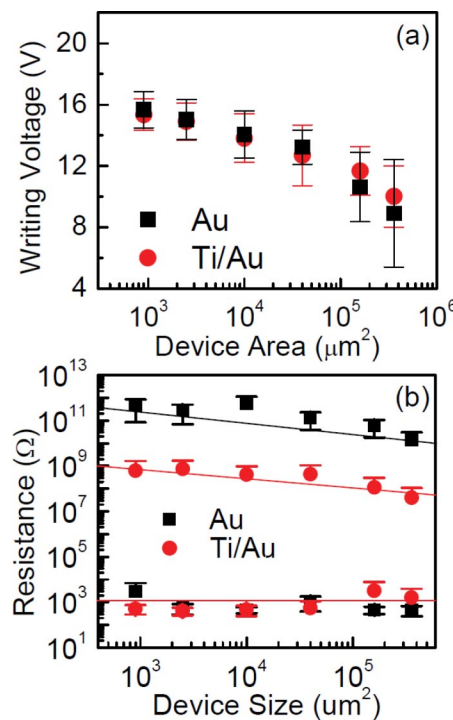 (a)
Writing Voltage (V)
20
16
12
8
4
Au
Ti/Au
10³ 10⁴ 10⁵ 10⁶
Device Area (μm²)
(b)
Resistance (Ω)
10¹³
10¹¹
10⁹
10⁷
10⁵
10³
10¹
Au
Ti/Au
10³ 10⁴ 10⁵
Device Size (um²)